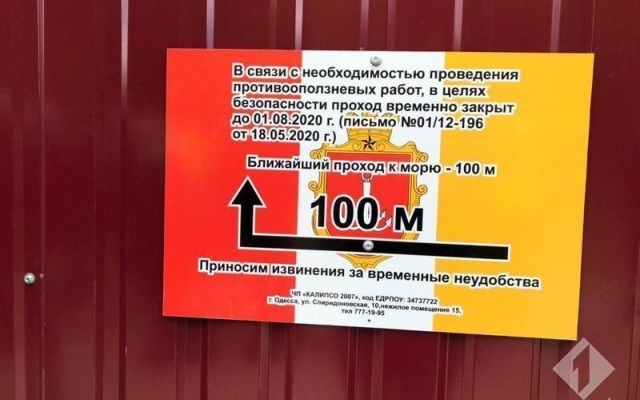 В связи с необходимостью проведения
противооползневых работ, в целях
безопасности проход временно закрыт
до 01.08.2020 г. (письмо №01/12-196
от 18.05.2020 г.)
Ближайший проход к морю - 100 м
100 м
Приносим извинения за временные неудобства
ЧП «КАЛИПСО 2007», код ЕДРПОУ: 34737722
г. Одесса, ул. Спиридоновская, 10,нежилое помещение 15,
тел 777-19-95
1